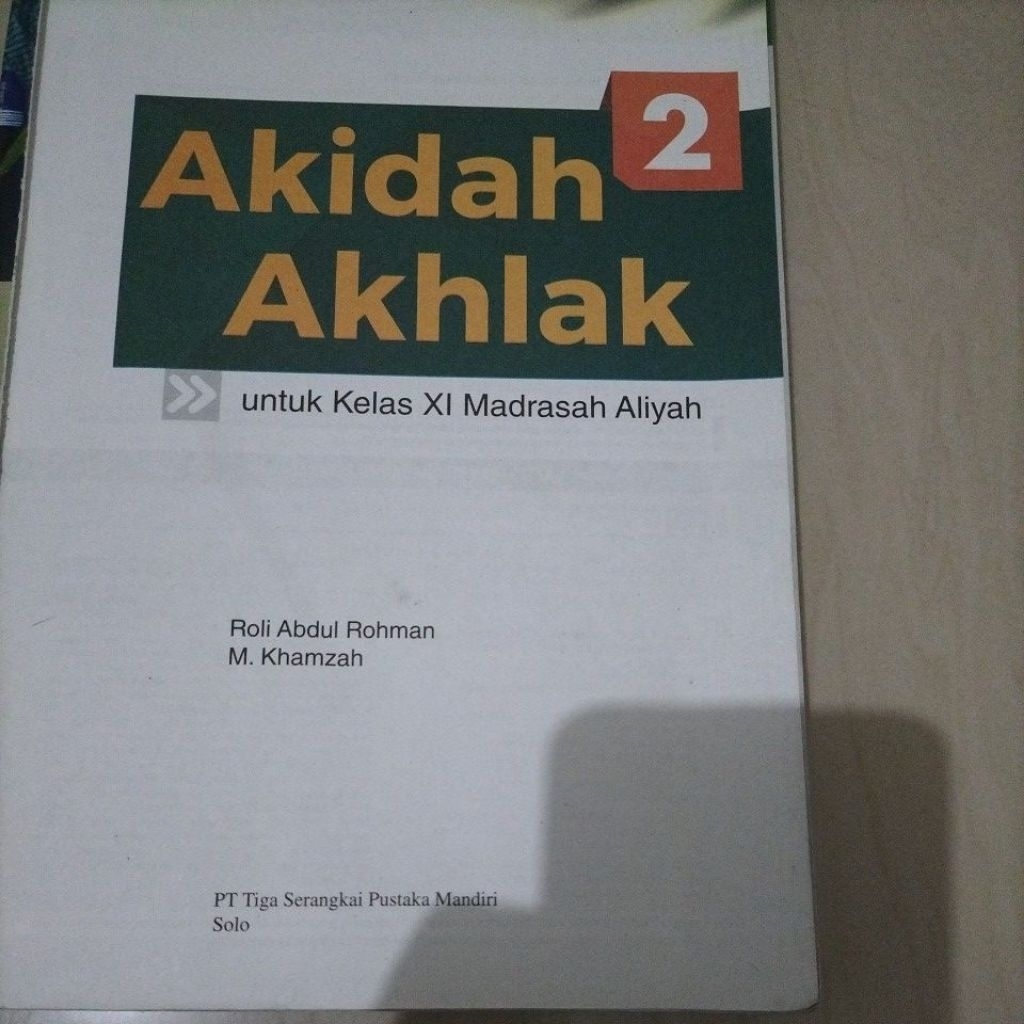 Akidah 2
Akhlak
untuk Kelas XI Madrasah Aliyah
Roli Abdul Rohman
M. Khamzah
PT Tiga Serangkai Pustaka Mandiri
Solo